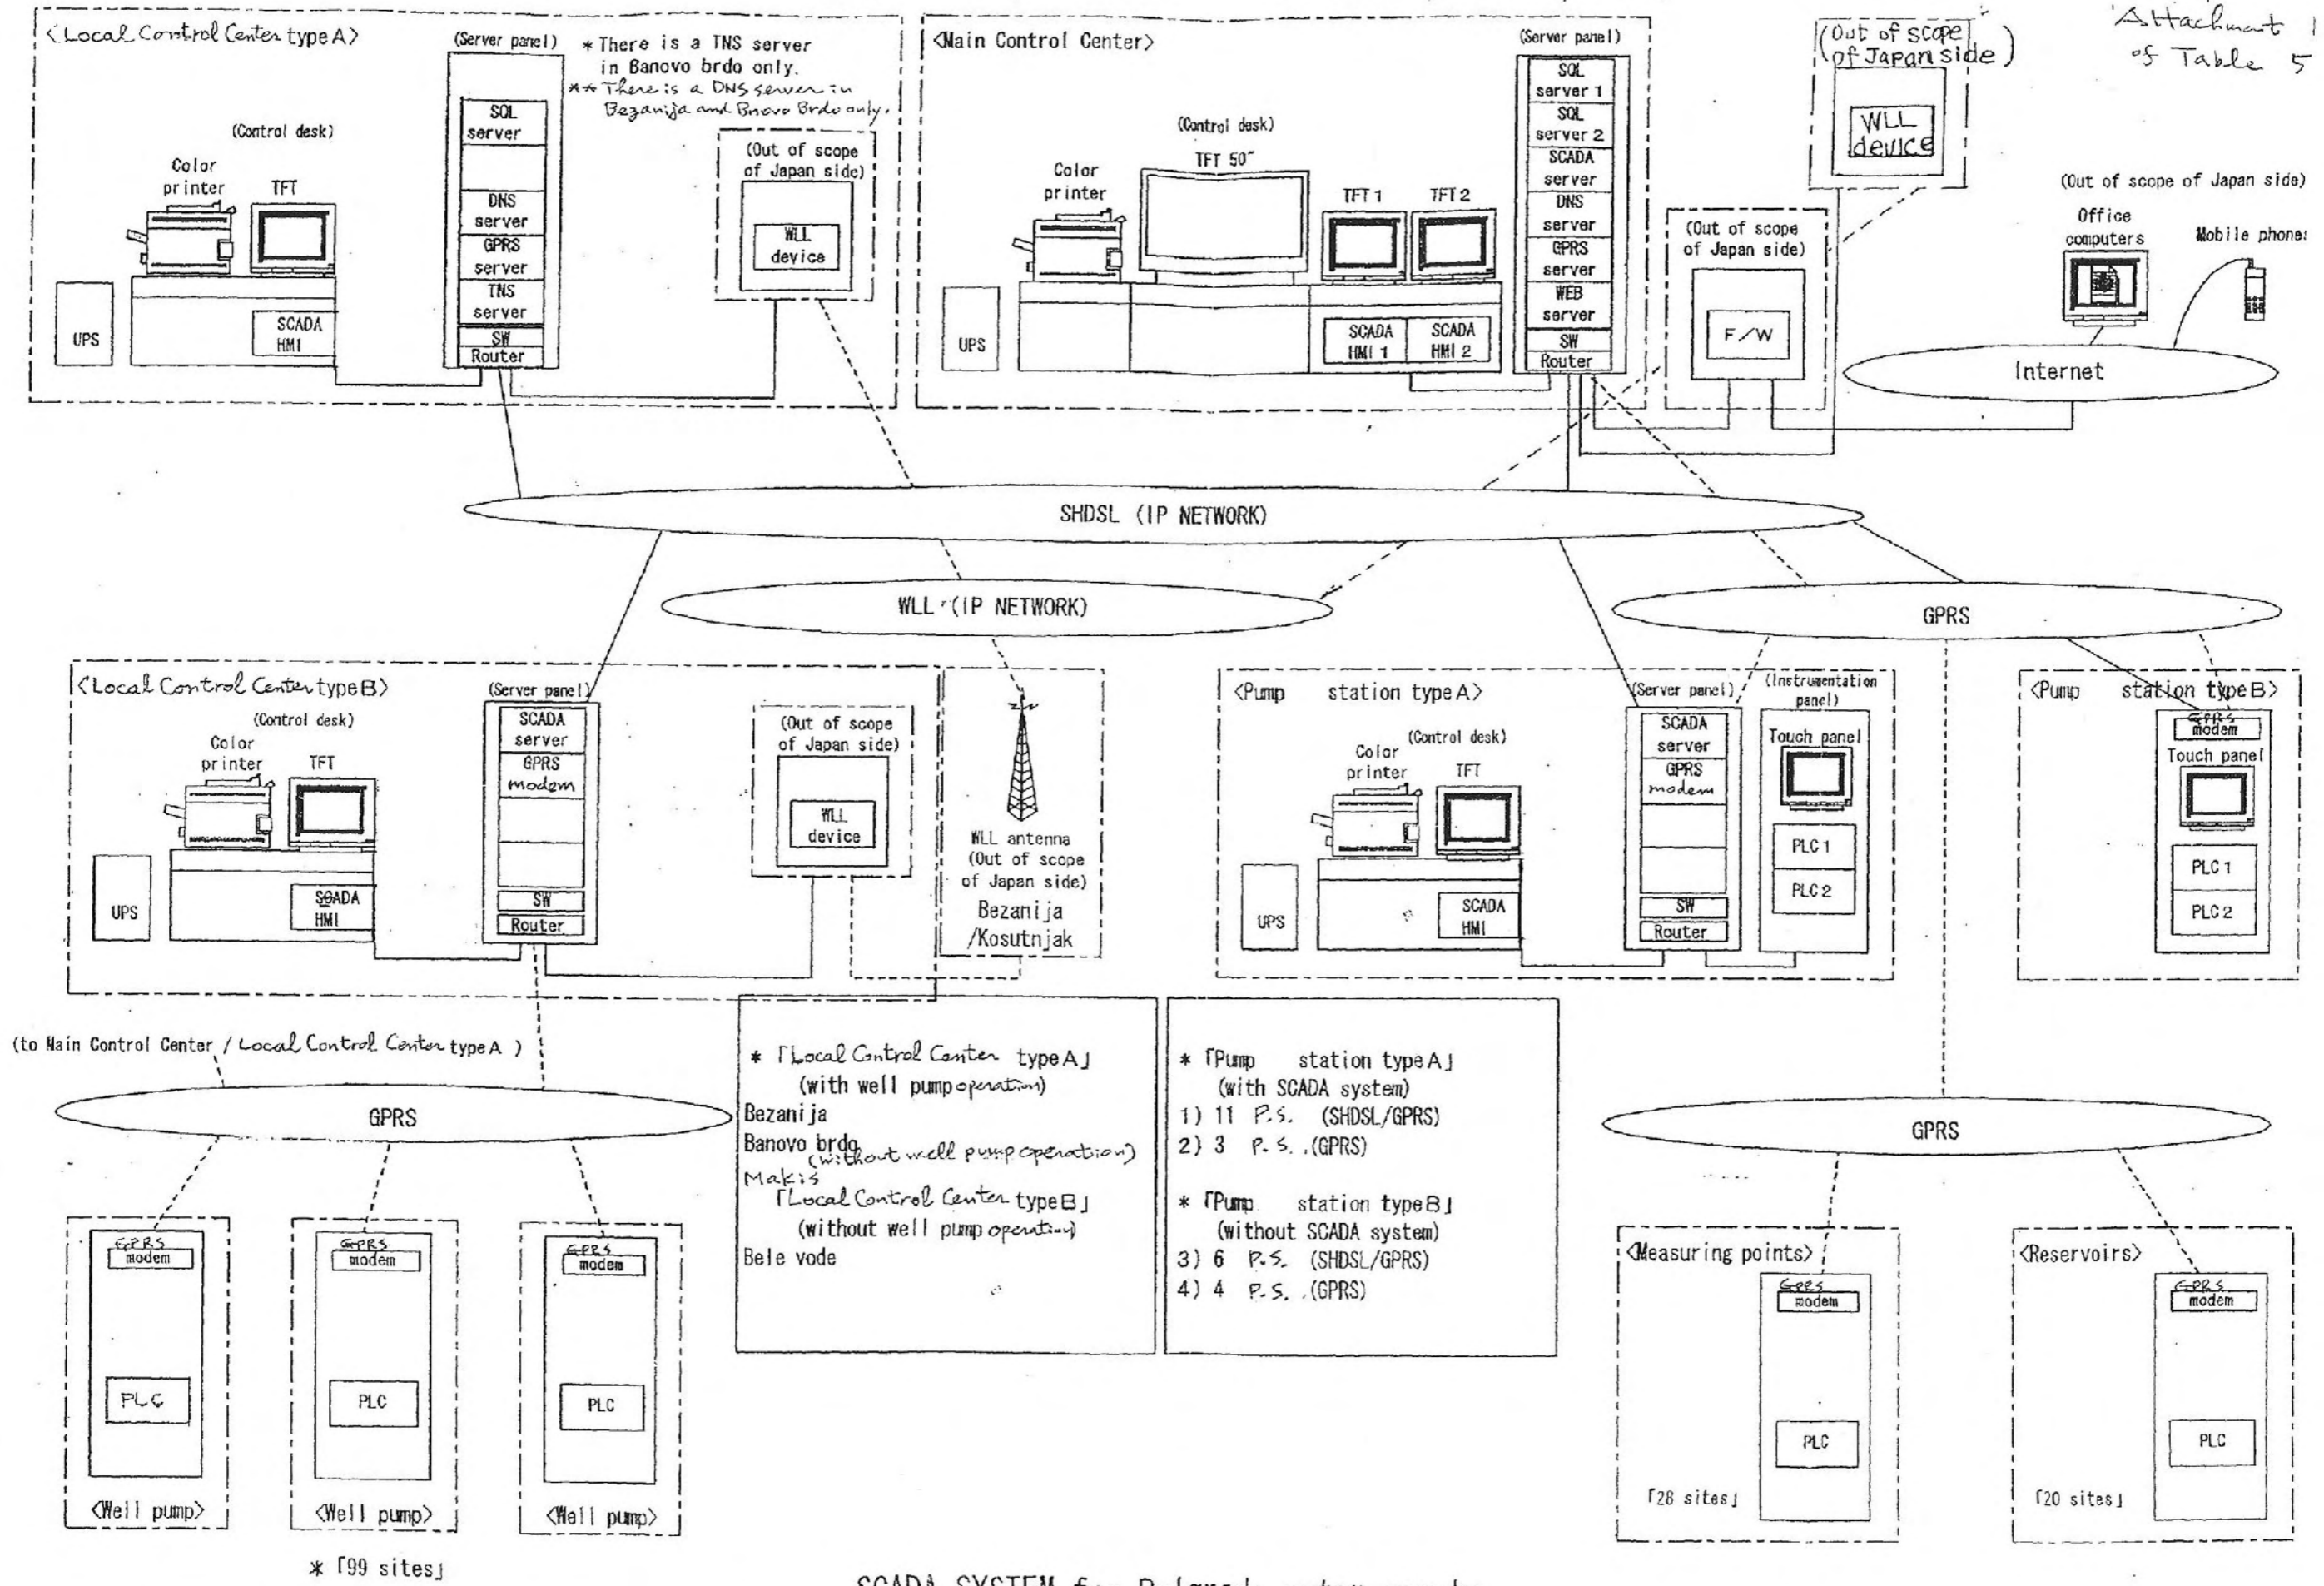 Attachment 1
of Table 5
<Local Control Center type A>
(Server panel)
* There is a TNS server
in Banovo brdo only.
** There is a DNS server in
Bezanija and Bnovo Brdo only.
(Control desk)
Color
printer
TFT
UPS
SCADA
HMI
SQL
server
DNS
server
GPRS
server
TNS
server
SW
Router
(Out of scope
of Japan side)
WLL
device
<Main Control Center>
(Server panel)
(Control desk)
Color
printer
TFT 50"
TFT 1
TFT 2
UPS
SCADA
HMI 1
SCADA
HMI 2
SQL
server 1
SQL
server 2
SCADA
server
DNS
server
GPRS
server
WEB
server
SW
Router
(Out of scope
of Japan side)
WLL
device
(Out of scope
of Japan side)
F/W
(Out of scope of Japan side)
Office
computers
Mobile phone
Internet
SHDSL (IP NETWORK)
WLL (IP NETWORK)
GPRS
<Local Control Center type B>
(Server panel)
(Control desk)
Color
printer
TFT
UPS
SCADA
HMI
SCADA
server
GPRS
modem
SW
Router
(Out of scope
of Japan side)
WLL
device
WLL antenna
(Out of scope
of Japan side)
Bezanija
/Kosutnjak
<Pump station type A>
(Server panel)
(Instrumentation
panel)
(Control desk)
Color
printer
TFT
UPS
SCADA
HMI
SCADA
server
GPRS
modem
SW
Router
Touch panel
PLC 1
PLC 2
<Pump station type B>
GPRS
modem
Touch panel
PLC 1
PLC 2
(to Main Control Center / Local Control Center type A )
GPRS
GPRS
modem
PLC
<Well pump>
GPRS
modem
PLC
<Well pump>
GPRS
modem
PLC
<Well pump>
* 「99 sites」
* 「Local Cntrol Center type A」
(with well pump operation)
Bezanija
Banovo brdo
(without well pump operation)
Makis
「Local Control Center type B」
(without well pump operation)
Bele vode
* 「Pump station type A」
(with SCADA system)
1) 11 P.S. (SHDSL/GPRS)
2) 3 P.S. (GPRS)
* 「Pump station type B」
(without SCADA system)
3) 6 P.S. (SHDSL/GPRS)
4) 4 P.S. (GPRS)
GPRS
<Measuring points>
GPRS
modem
PLC
「28 sites」
<Reservoirs>
GPRS
modem
PLC
「20 sites」
SCADA SYSTEM for